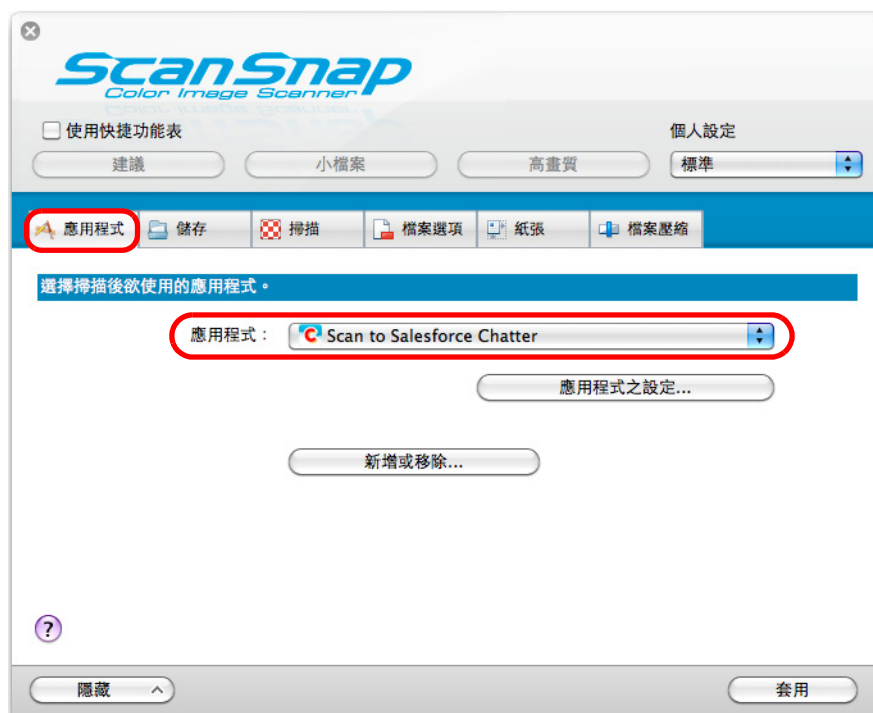 ScanSnap
Color Image Scanner
使用快捷功能表
個人設定
建議 小檔案 高畫質 標準
應用程式 儲存 掃描 檔案選項 紙張 檔案壓縮
選擇掃描後欲使用的應用程式。
應用程式： Scan to Salesforce Chatter
應用程式之設定...
新增或移除...
?
隱藏 套用